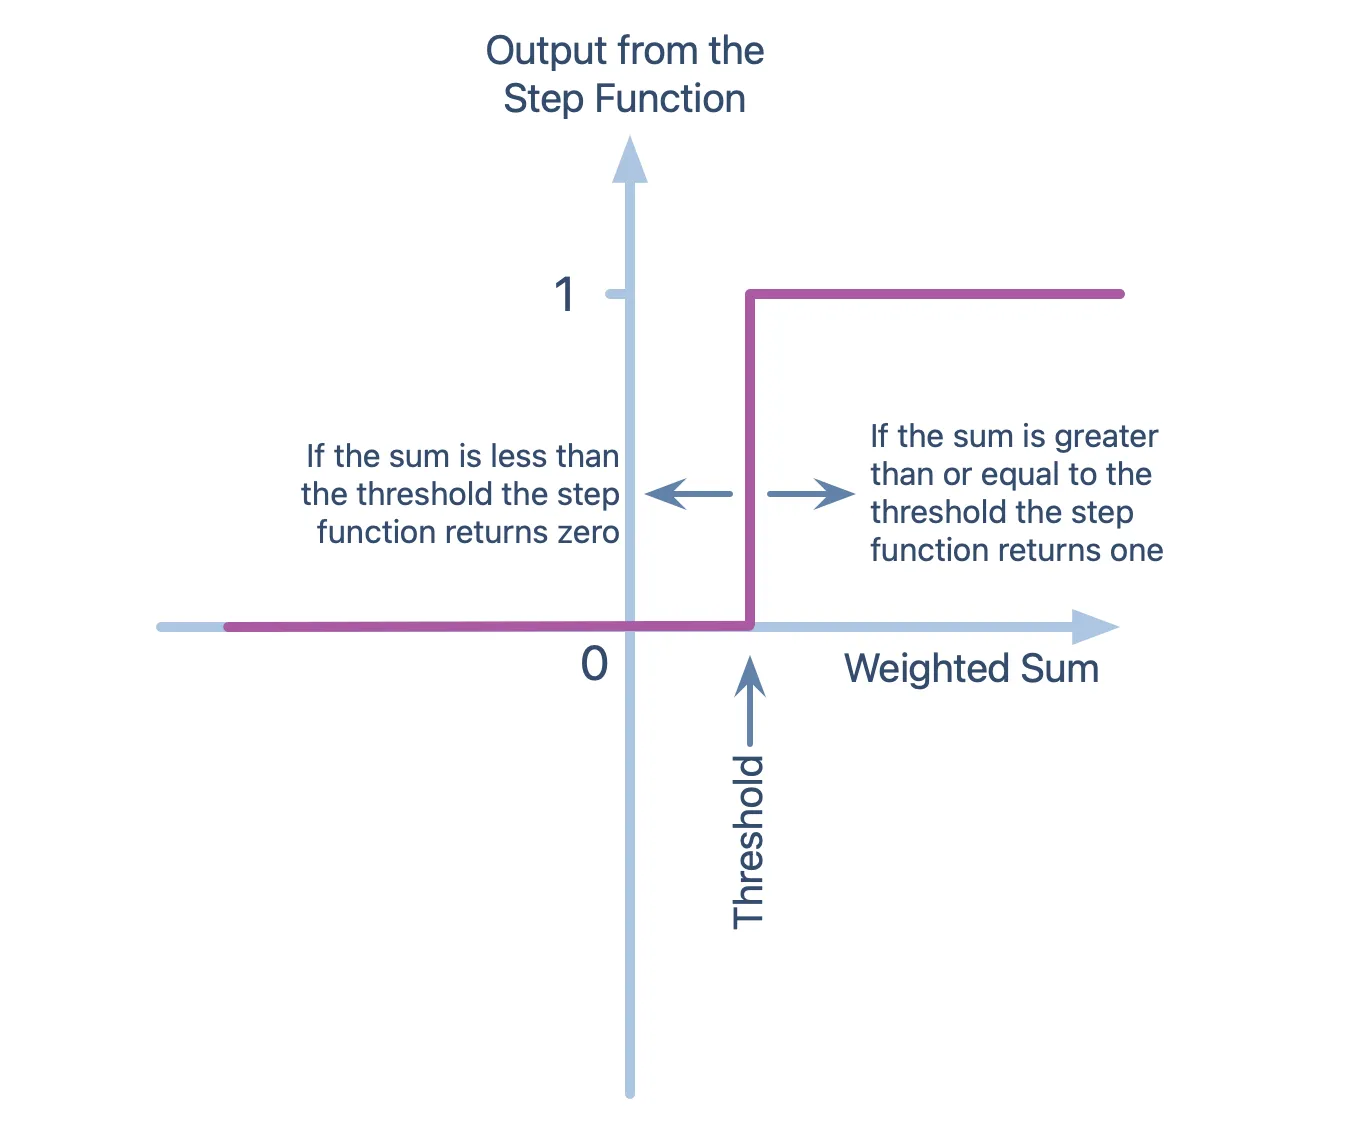 Output from the
Step Function
1
If the sum is less than
the threshold the step
function returns zero
If the sum is greater
than or equal to the
threshold the step
function returns one
0
Weighted Sum
Threshold